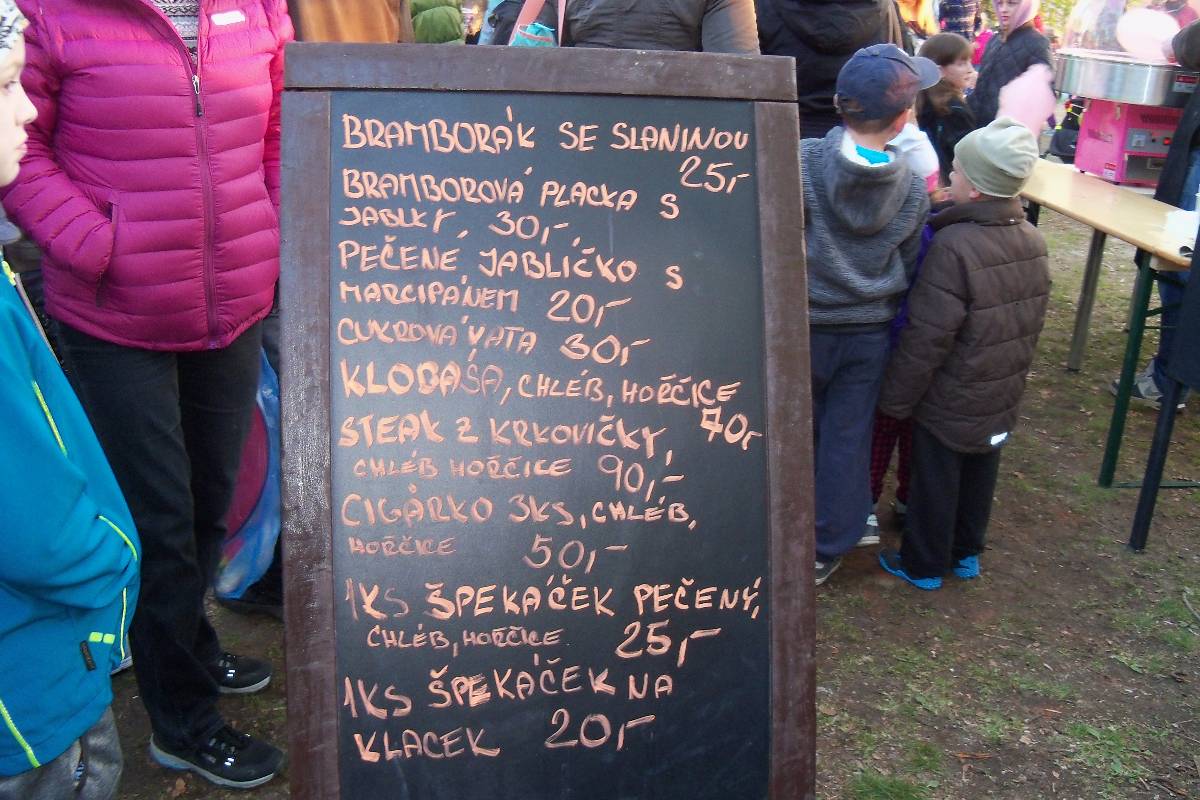 BRAMBORÁK SE SLANINOU
25,-
BRAMBOROVÁ PLACKA S
JABLKY, 30,-
PEČENÉ JABLÍČKO S
MARCIPÁNEM 20,-
CUKROVÁ VATA 30,-
KLOBÁSA, CHLÉB, HOŘČICE
70,-
STEAK Z KRKOVIČKY,
CHLÉB HOŘČICE 90,-
CIGÁRKO 3KS, CHLÉB,
HOŘČICE 50,-
1KS ŠPEKÁČEK PEČENÝ,
CHLÉB, HOŘČICE 25,-
1KS ŠPEKÁČEK NA
KLACEK 20,-